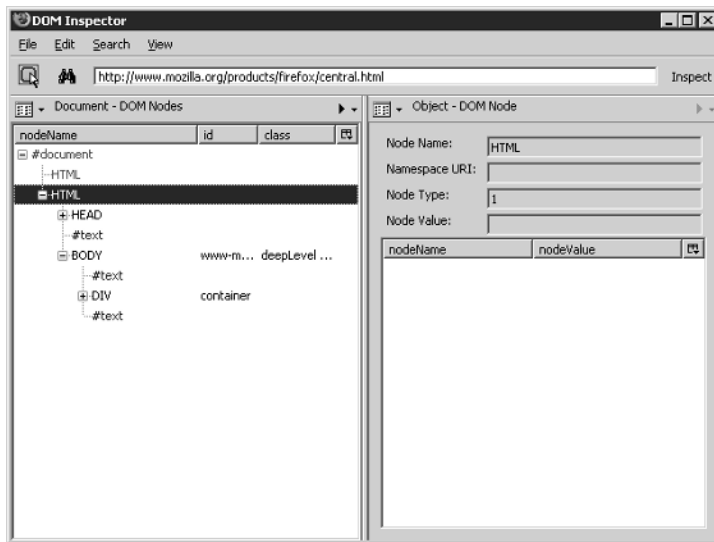 DOM Inspector
File Edit Search View
http://www.mozilla.org/products/firefox/central.html Inspect
Document - DOM Nodes
nodeName id class
#document
HTML
HTML
HEAD
#text
BODY www-m... deepLevel ...
#text
DIV container
#text
Object - DOM Node
Node Name: HTML
Namespace URI:
Node Type: 1
Node Value:
nodeName nodeValue